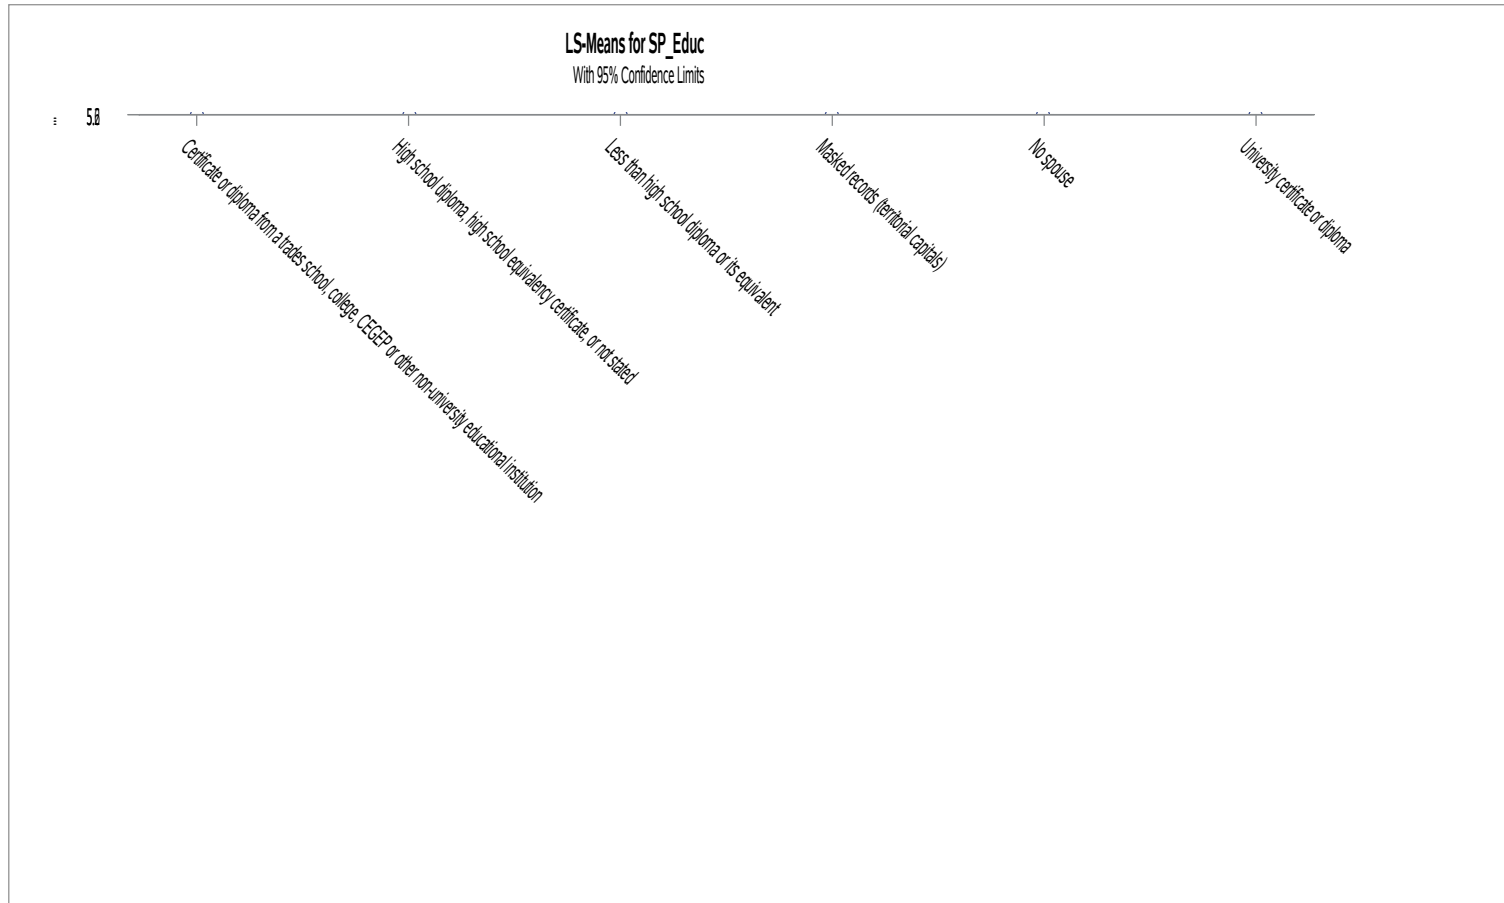 LS-Means for SP_Educ
With 95% Confidence Limits
Certificate or diploma from a trades school, college, CEGEP or other non-university educational institution
High school diploma, high school equivalency certificate, or not stated
Less than high school diploma or its equivalent
Masked records (territorial capitals)
No spouse
University certificate or diploma